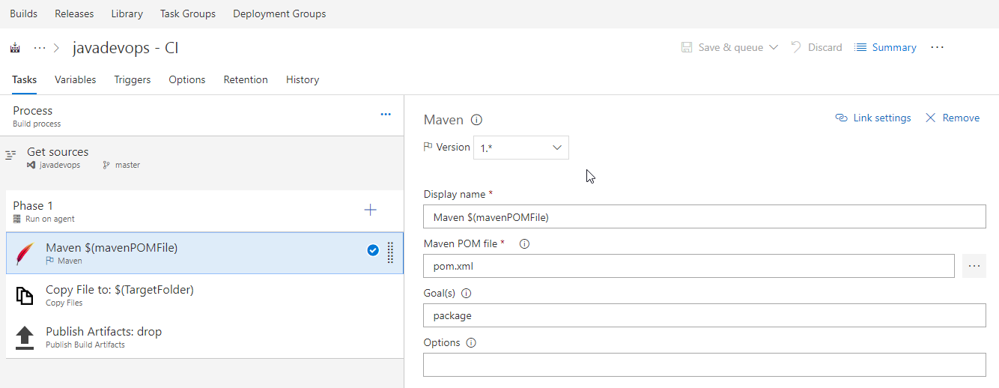 Builds Releases Library Task Groups Deployment Groups
... > javadevops - CI Save & queue Discard Summary ...
Tasks Variables Triggers Options Retention History
Process ...
Build process
Get sources
javadevops master
Phase 1
Run on agent
Maven $(mavenPOMFile)
Maven
Copy File to: $(TargetFolder)
Copy Files
Publish Artifacts: drop
Publish Build Artifacts
Maven Link settings Remove
Version 1.*
Display name *
Maven $(mavenPOMFile)
Maven POM file *
pom.xml ...
Goal(s)
package
Options